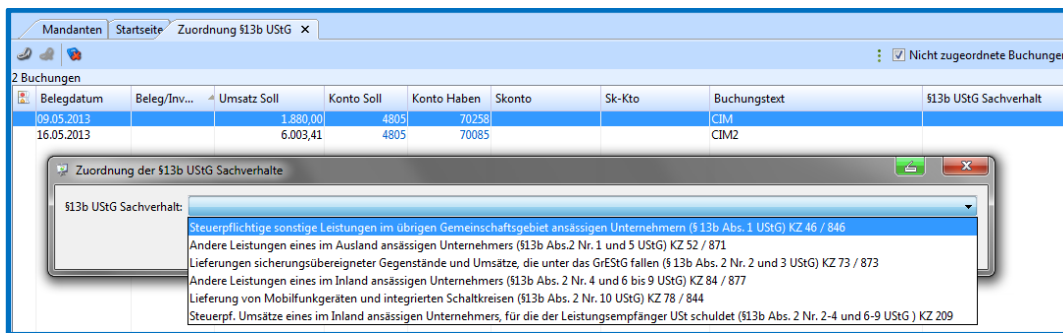 Mandanten Startseite Zuordnung §13b UStG X
Nicht zugeordnete Buchungen
2 Buchungen
Belegdatum Beleg/Inv... Umsatz Soll Konto Soll Konto Haben Skonto Sk-Kto Buchungstext §13b UStG Sachverhalt
09.05.2013 1.880,00 4805 70258 CIM
16.05.2013 6.003,41 4805 70085 CIM2
Zuordnung der §13b UStG Sachverhalte
§13b UStG Sachverhalt:
Steuerpflichtige sonstige Leistungen im übrigen Gemeinschaftsgebiet ansässigen Unternehmern (§ 13b Abs. 1 UStG) KZ 46 / 846
Andere Leistungen eines im Ausland ansässigen Unternehmers (§13b Abs.2 Nr. 1 und 5 UStG) KZ 52 / 871
Lieferungen sicherungsübereigneter Gegenstände und Umsätze, die unter das GrEStG fallen (§ 13b Abs. 2 Nr. 2 und 3 UStG) KZ 73 / 873
Andere Leistungen eines im Inland ansässigen Unternehmers (§13b Abs. 2 Nr. 4 und 6 bis 9 UStG) KZ 84 / 877
Lieferung von Mobilfunkgeräten und integrierten Schaltkreisen (§13b Abs. 2 Nr. 10 UStG) KZ 78 / 844
Steuerpf. Umsätze eines im Inland ansässigen Unternehmers, für die der Leistungsempfänger USt schuldet (§13b Abs. 2 Nr. 2-4 und 6-9 UStG ) KZ 209